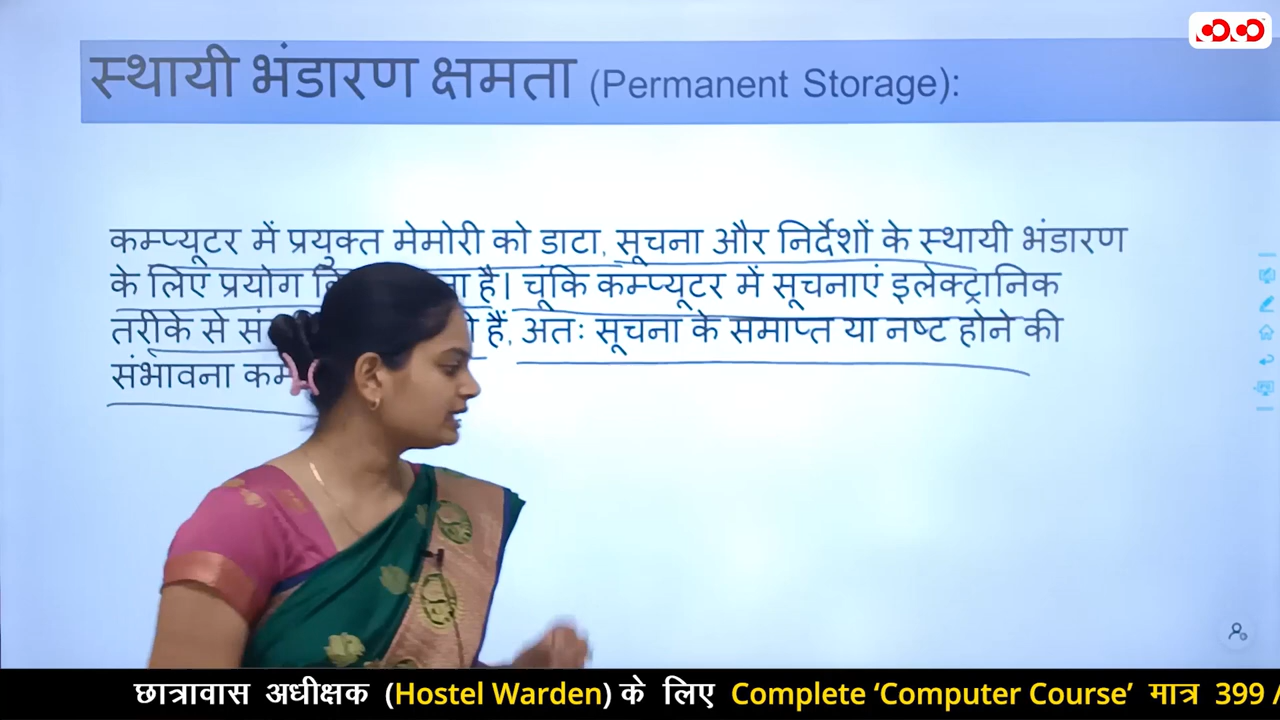 स्थायी भंडारण क्षमता (Permanent Storage):
कम्प्यूटर में प्रयुक्त मेमोरी को डाटा, सूचना और निर्देशों के स्थायी भंडारण
के लिए प्रयोग है। चूंकि कम्प्यूटर में सूचनाएं इलेक्ट्रानिक
तरीके से हैं, अतः सूचना के समाप्त या नष्ट होने की
संभावना
छात्रावास अधीक्षक (Hostel Warden) के लिए Complete ‘Computer Course’ मात्र 399 /